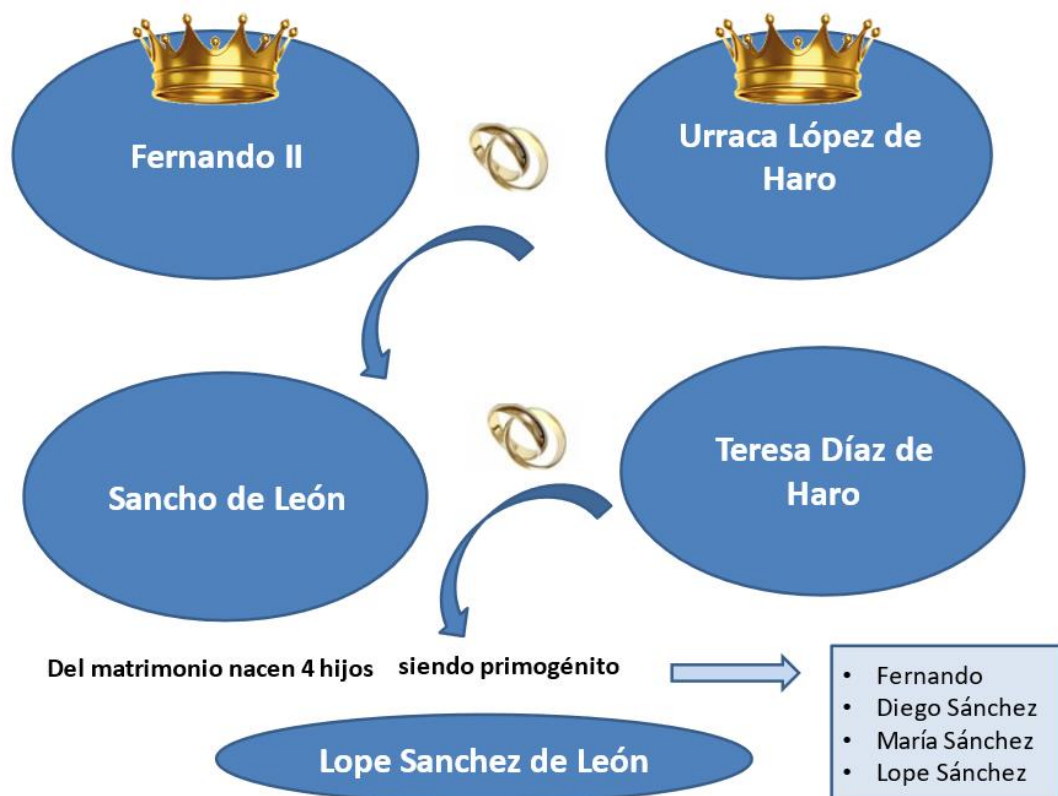 Fernando II
Urraca López de
Haro
Sancho de León
Teresa Díaz de
Haro
Del matrimonio nacen 4 hijos
siendo primogénito
• Fernando
• Diego Sánchez
• María Sánchez
• Lope Sánchez
Lope Sanchez de León